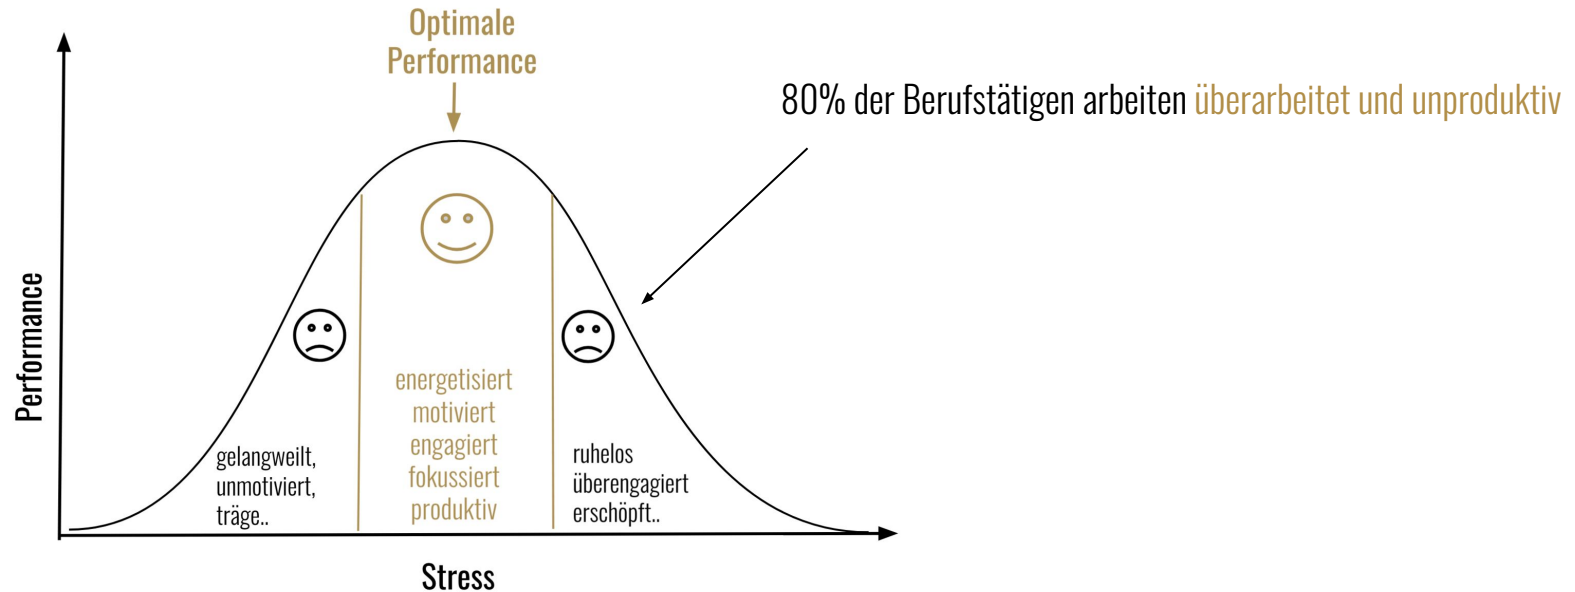 Optimale
Performance
80% der Berufstätigen arbeiten überarbeitet und unproduktiv
Performance
energetisiert
motiviert
engagiert
fokussiert
produktiv
gelangweilt,
unmotiviert,
träge..
ruhelos
überengagiert
erschöpft..
Stress